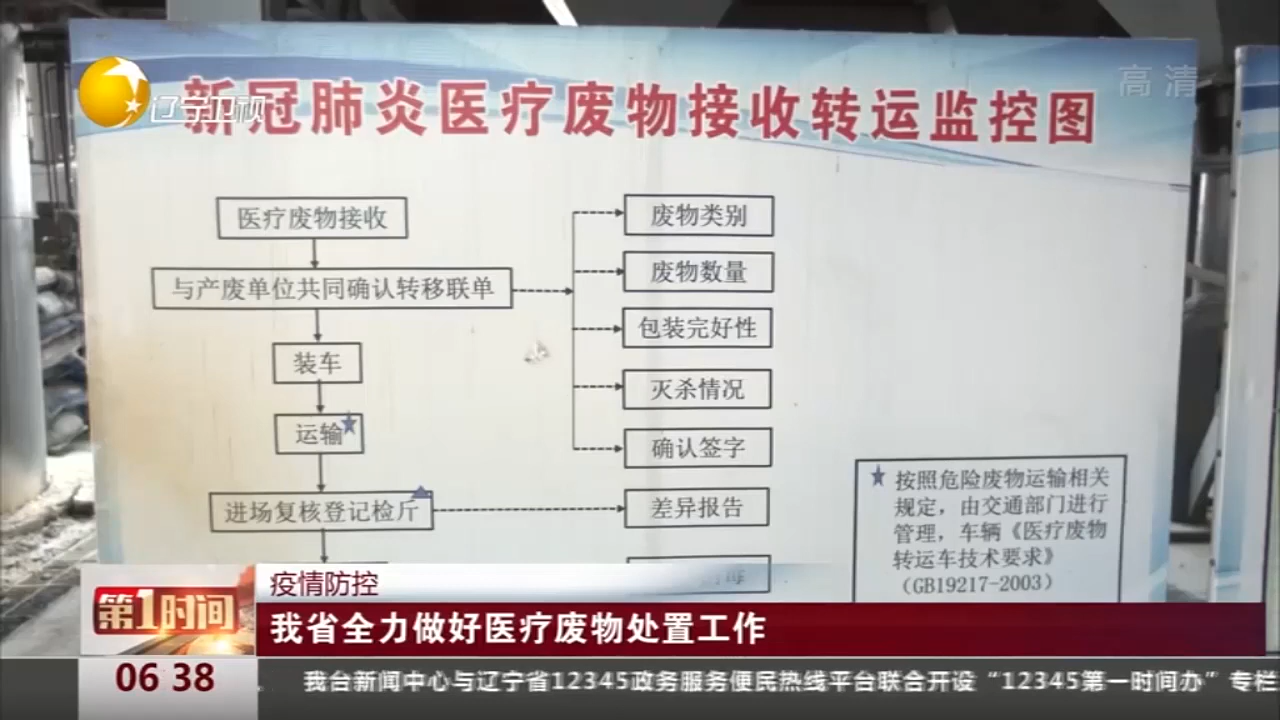 辽宁卫视
高清
新冠肺炎医疗废物接收转运监控图
医疗废物接收
与产废单位共同确认转移联单
装车
运输
进场复核登记检斤
废物类别
废物数量
包装完好性
灭杀情况
确认签字
差异报告
按照危险废物运输相关
规定，由交通部门进行
管理，车辆《医疗废物
转运车技术要求》
（GB19217-2003）
第1时间
疫情防控
我省全力做好医疗废物处置工作
06 38
。 我台新闻中心与辽宁省12345政务服务便民热线平台联合开设“12345第一时间办”专栏